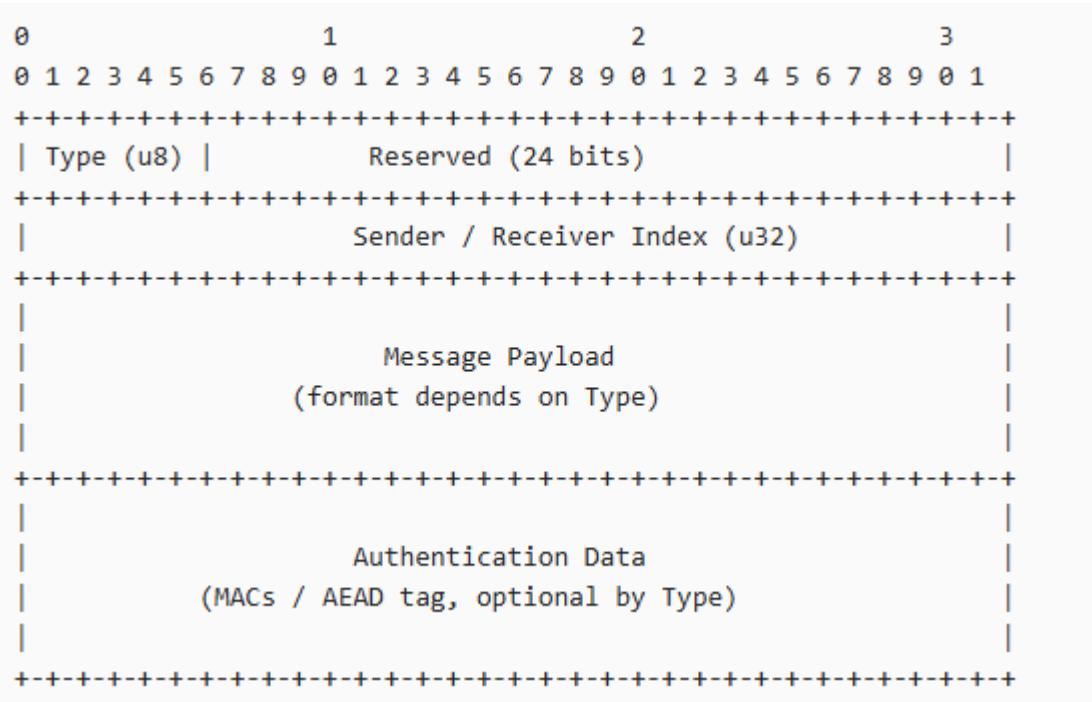 0                   1                   2                   3
0 1 2 3 4 5 6 7 8 9 0 1 2 3 4 5 6 7 8 9 0 1 2 3 4 5 6 7 8 9 0 1
+-+-+-+-+-+-+-+-+-+-+-+-+-+-+-+-+-+-+-+-+-+-+-+-+-+-+-+-+-+-+-+-+
| Type (u8) |          Reserved (24 bits)                       |
+-+-+-+-+-+-+-+-+-+-+-+-+-+-+-+-+-+-+-+-+-+-+-+-+-+-+-+-+-+-+-+-+
|                     Sender / Receiver Index (u32)             |
+-+-+-+-+-+-+-+-+-+-+-+-+-+-+-+-+-+-+-+-+-+-+-+-+-+-+-+-+-+-+-+-+
|                                                               |
|                       Message Payload                         |
|                 (format depends on Type)                      |
|                                                               |
+-+-+-+-+-+-+-+-+-+-+-+-+-+-+-+-+-+-+-+-+-+-+-+-+-+-+-+-+-+-+-+-+
|                                                               |
|                     Authentication Data                       |
|           (MACs / AEAD tag, optional by Type)                 |
|                                                               |
+-+-+-+-+-+-+-+-+-+-+-+-+-+-+-+-+-+-+-+-+-+-+-+-+-+-+-+-+-+-+-+-+